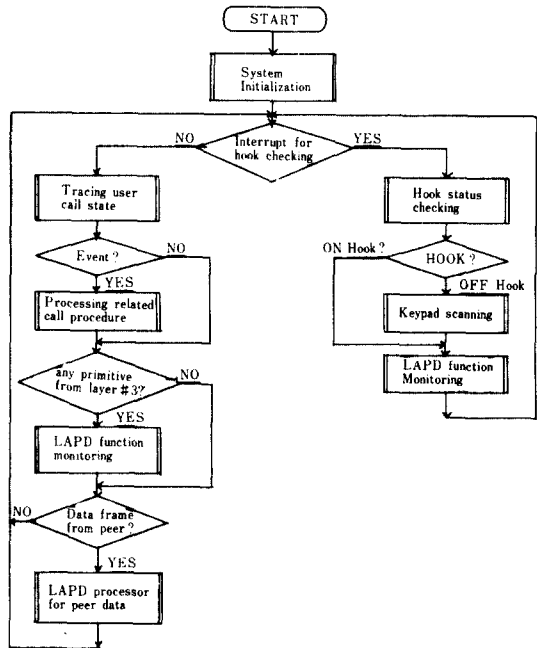 START
System
Initialization
Interrupt for
hook checking
NO
YES
Tracing user
call state
Event?
NO
YES
Processing related
call procedure
any primitive
from layer #3?
NO
YES
LAPD function
monitoring
Data frame
from peer?
NO
YES
LAPD processor
for peer data
Hook status
checking
ON Hook?
HOOK?
OFF Hook
Keypad scanning
LAPD function
Monitoring